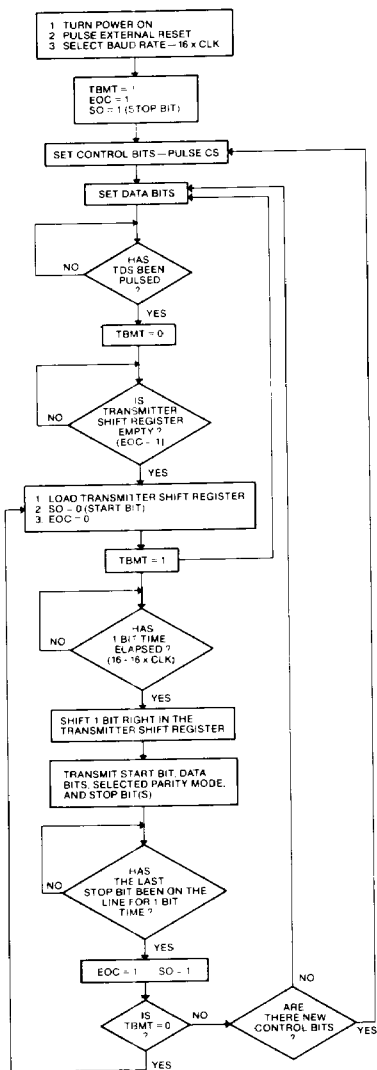 1 TURN POWER ON
2 PULSE EXTERNAL RESET
3 SELECT BAUD RATE – 16 x CLK
TBMT = 1
EOC = 1
SO = 1 (STOP BIT)
SET CONTROL BITS — PULSE CS
SET DATA BITS
HAS
TDS BEEN
PULSED
?
NO
YES
TBMT = 0
IS
TRANSMITTER
SHIFT REGISTER
EMPTY ?
(EOC - 1)
NO
YES
1 LOAD TRANSMITTER SHIFT REGISTER
2 SO - 0 (START BIT)
3. EOC = 0
TBMT = 1
HAS
1 BIT TIME
ELAPSED ?
(16 - 16 x CLK)
NO
YES
SHIFT 1 BIT RIGHT IN THE
TRANSMITTER SHIFT REGISTER
TRANSMIT START BIT, DATA
BITS, SELECTED PARITY MODE,
AND STOP BIT(S)
HAS
THE LAST
STOP BIT BEEN ON THE
LINE FOR 1 BIT
TIME ?
NO
YES
EOC = 1 SO - 1
IS
TBMT = 0
?
NO
YES
ARE
THERE NEW
CONTROL BITS
?
NO
YES